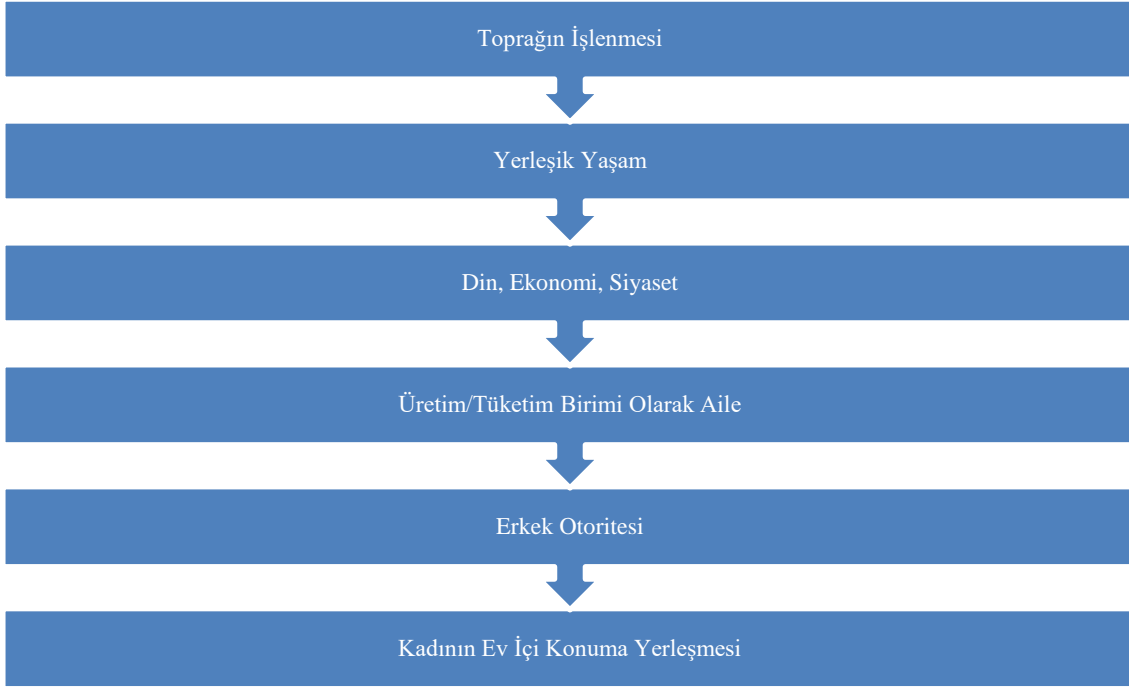 Toprağın İşlenmesi
Yerleşik Yaşam
Din, Ekonomi, Siyaset
Üretim/Tüketim Birimi Olarak Aile
Erkek Otoritesi
Kadının Ev İçi Konuma Yerleşmesi